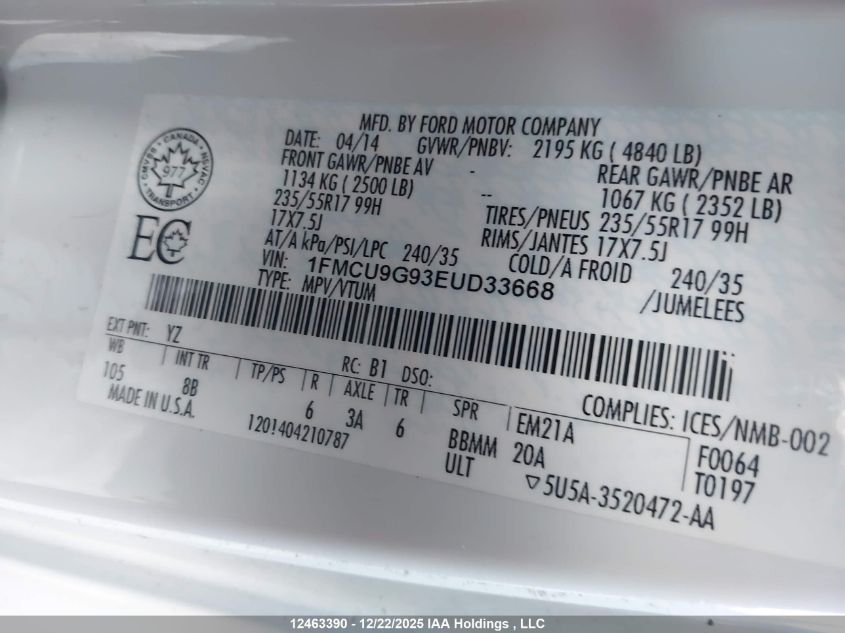 MFD. BY FORD MOTOR COMPANY
DATE: 04/14 GVWR/PNBV: 2195 KG ( 4840 LB)
FRONT GAWR/PNBE AV - REAR GAWR/PNBE AR
1134 KG ( 2500 LB) -- 1067 KG ( 2352 LB)
235/55R17 99H TIRES/PNEUS 235/55R17 99H
17X7.5J RIMS/JANTES 17X7.5J
AT/A kPa/PSI/LPC 240/35 COLD/A FROID 240/35
VIN: 1FMCU9G93EUD33668 /JUMELEES
TYPE: MPV/VTUM
CANADA
CMVSS NSVAC
977
TRANSPORT
EC
EXT PNT: YZ RC: B1 DSO: COMPLIES: ICES/NMB-002
WB INT TR TP/PS R AXLE TR SPR EM21A F0064
105 8B 6 3A 6 BBMM 20A T0197
MADE IN U.S.A. 1201404210787 ULT ▽5U5A-3520472-AA
12463390 - 12/22/2025 IAA Holdings , LLC